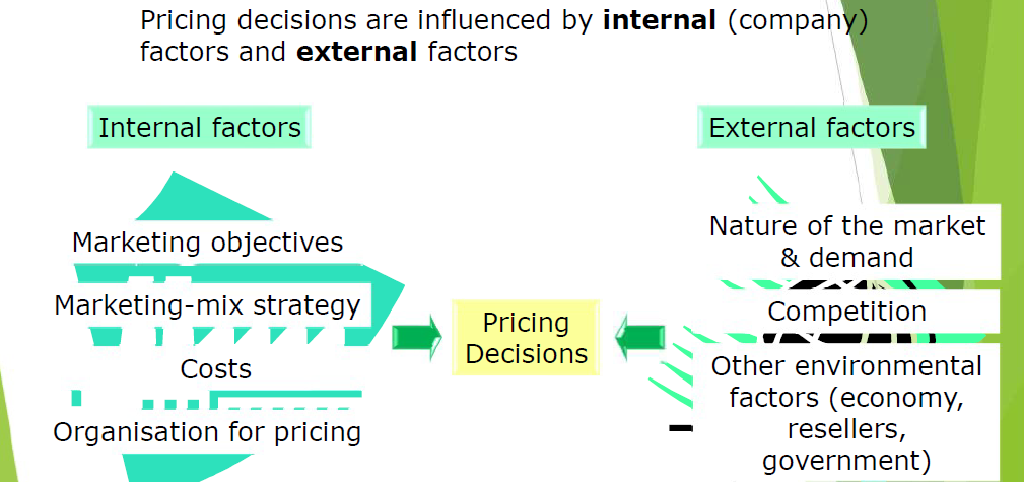 Pricing decisions are influenced by internal (company)
factors and external factors
Internal factors
External factors
Marketing objectives
Marketing-mix strategy
Costs
Organisation for pricing
Pricing
Decisions
Nature of the market
& demand
Competition
Other environmental
factors (economy,
resellers,
government)